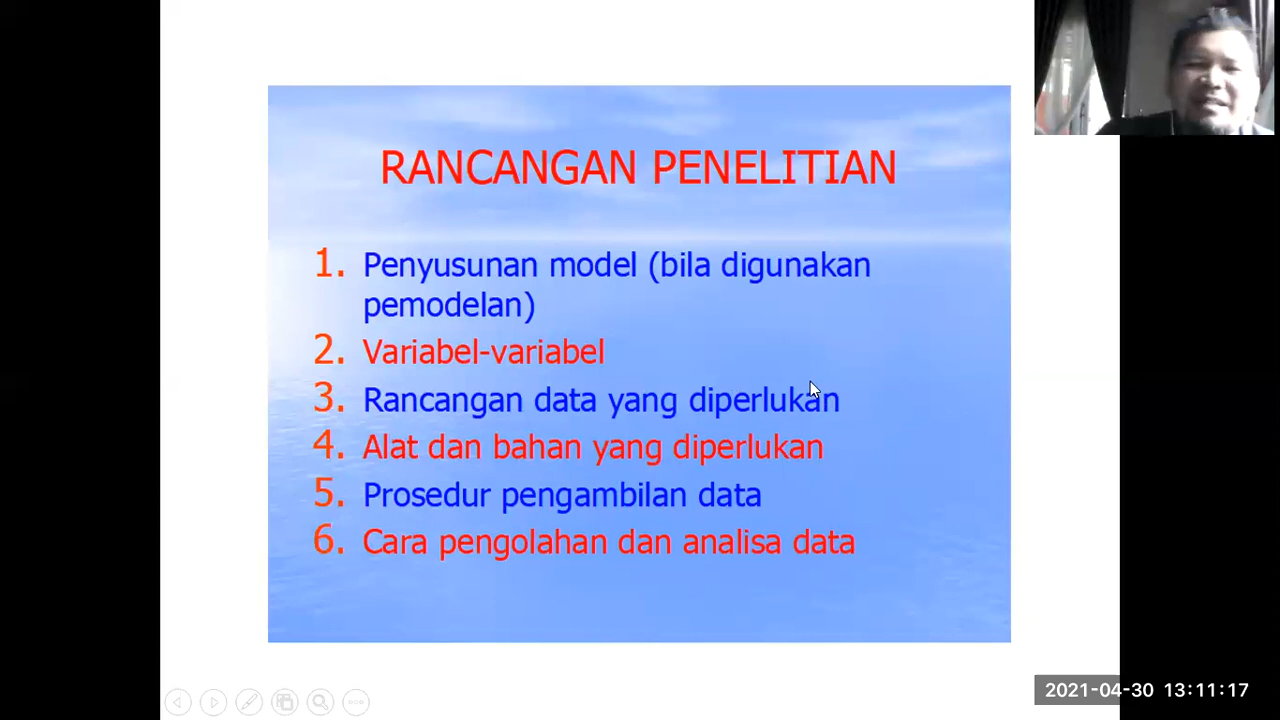 RANCANGAN PENELITIAN
1. Penyusunan model (bila digunakan
pemodelan)
2. Variabel-variabel
3. Rancangan data yang diperlukan
4. Alat dan bahan yang diperlukan
5. Prosedur pengambilan data
6. Cara pengolahan dan analisa data
2021-04-30 13:11:17